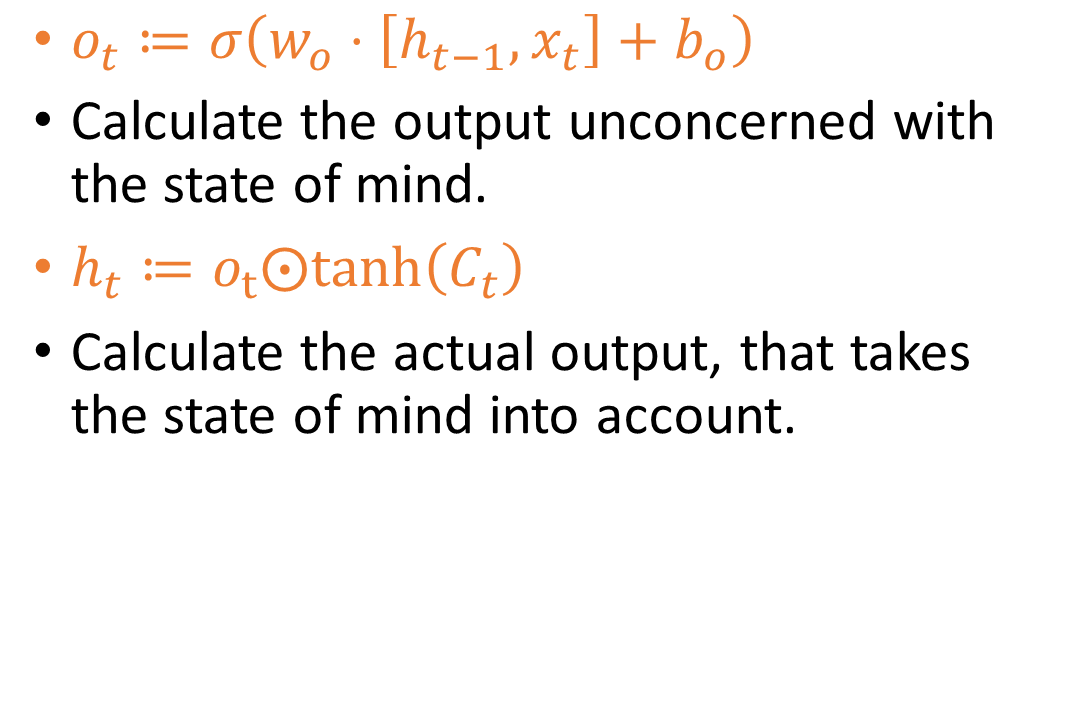 • oₜ ≔ σ(wₒ · [hₜ₋₁, xₜ] + bₒ)
• Calculate the output unconcerned with
the state of mind.
• hₜ ≔ oₜ⊙tanh(Cₜ)
• Calculate the actual output, that takes
the state of mind into account.